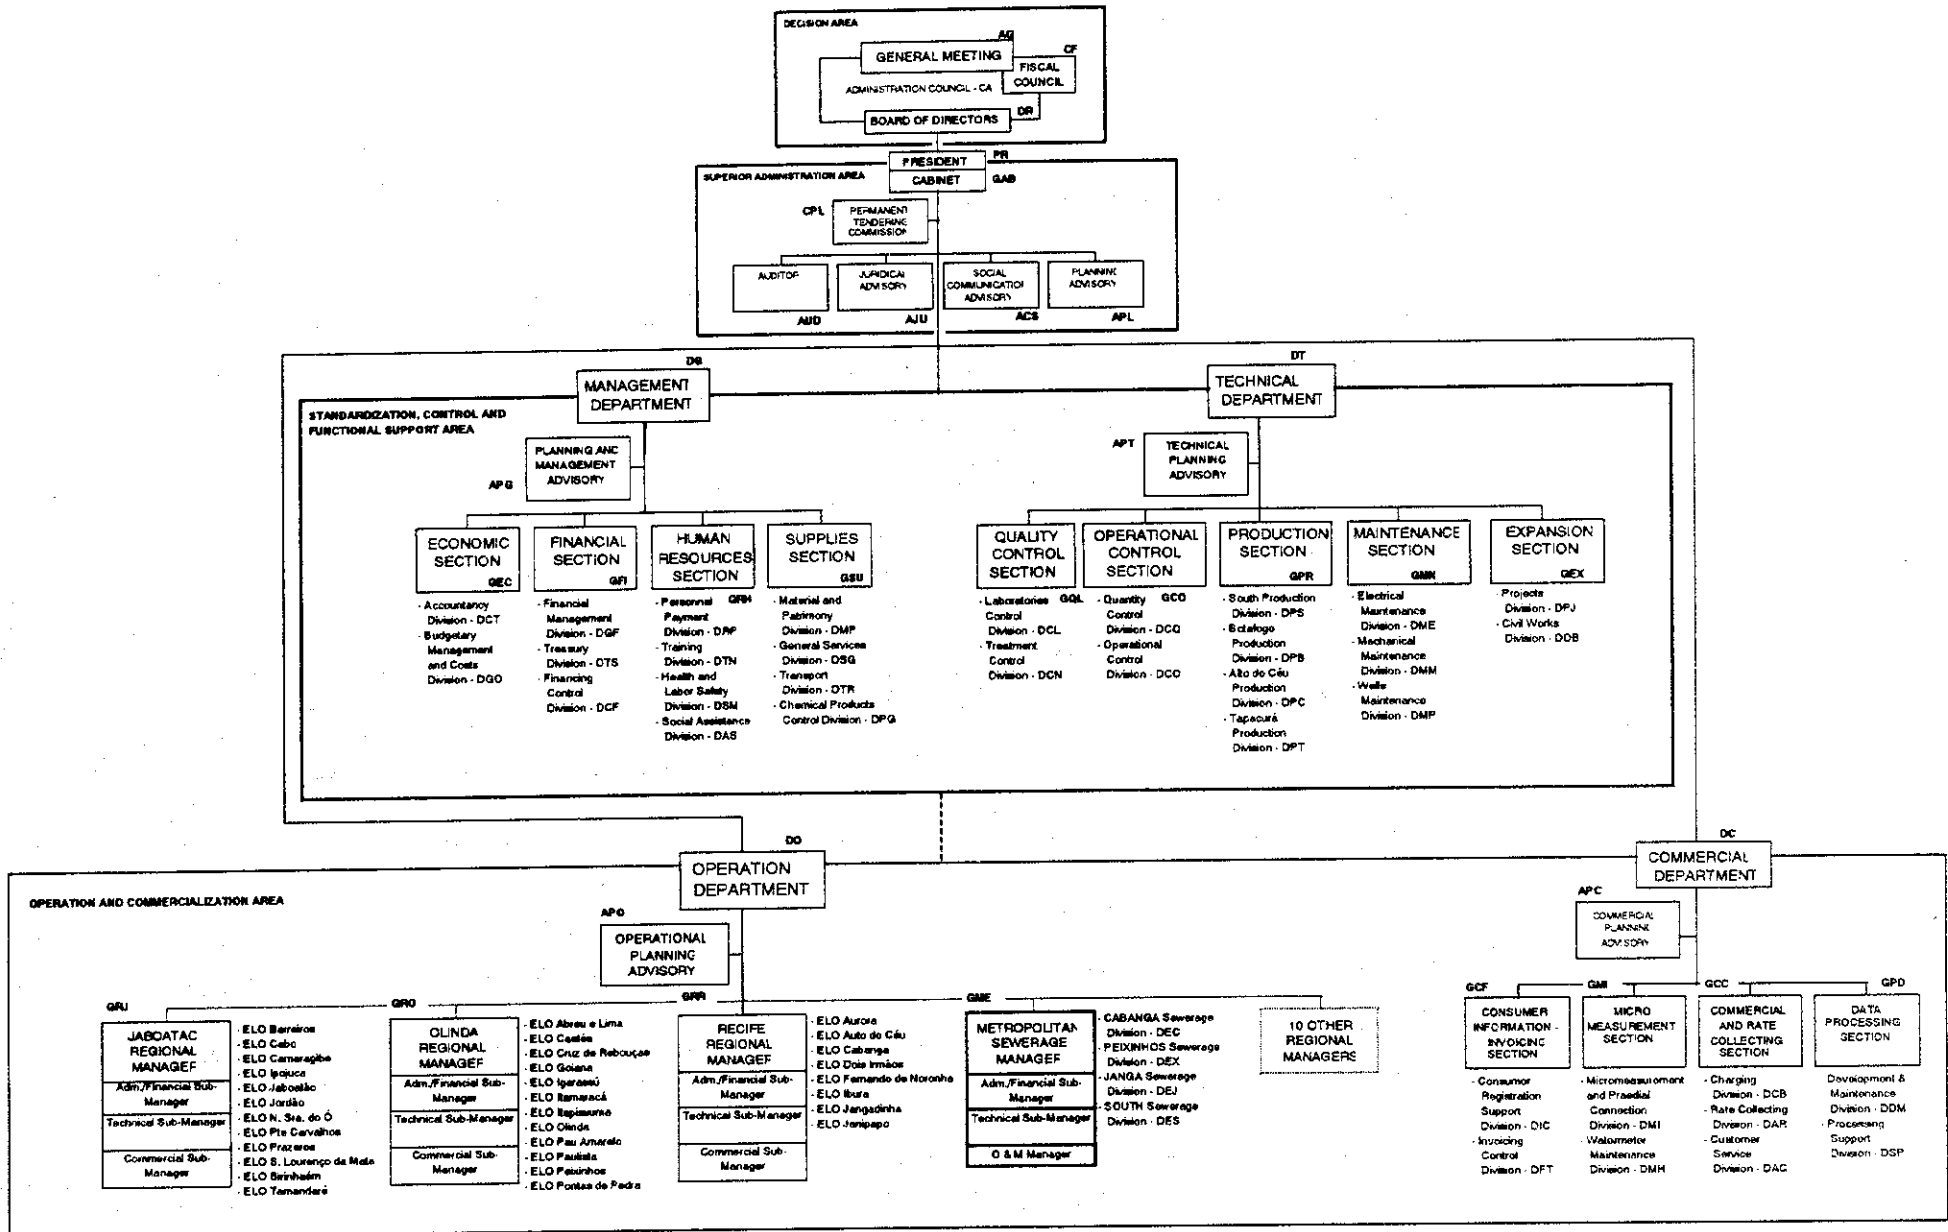 DECISION AREA
AG
GENERAL MEETING
CF
FISCAL
COUNCIL
ADMINISTRATION COUNCIL - CA
DR
BOARD OF DIRECTORS
PRESIDENT
PR
SUPERIOR ADMINISTRATION AREA
CABINET
GAB
CPL
PERMANENT
TENDERING
COMMISSION
AUDITOR
AUD
JURIDICAL
ADVISORY
AJU
SOCIAL
COMMUNICATION
ADVISORY
ACS
PLANNING
ADVISORY
APL
DG
MANAGEMENT
DEPARTMENT
DT
TECHNICAL
DEPARTMENT
STANDARDIZATION, CONTROL AND
FUNCTIONAL SUPPORT AREA
PLANNING AND
MANAGEMENT
ADVISORY
APG
APT
TECHNICAL
PLANNING
ADVISORY
ECONOMIC
SECTION
GEC
- Accountancy
Division - DCT
- Budgetary
Management
and Costs
Division - DGO
FINANCIAL
SECTION
GFI
- Financial
Management
Division - DGF
- Treasury
Division - DTS
- Financing
Control
Division - DCF
HUMAN
RESOURCES
SECTION
- Personnel GRH
Payment
Division - DAP
- Training
Division - DTN
- Health and
Labor Safety
Division - DSM
- Social Assistance
Division - DAS
SUPPLIES
SECTION
GSU
- Material and
Patrimony
Division - DMP
- General Services
Division - DSG
- Transport
Division - DTR
- Chemical Products
Control Division - DPG
QUALITY
CONTROL
SECTION
- Laboratories GQL
Control
Division - DCL
- Treatment
Control
Division - DCN
OPERATIONAL
CONTROL
SECTION
- Quantity GCO
Control
Division - DCQ
- Operational
Control
Division - DCO
PRODUCTION
SECTION
GPR
- South Production
Division - DPS
- Botafogo
Production
Division - DPB
- Alto do Céu
Production
Division - DPC
- Tapacurá
Production
Division - DPT
MAINTENANCE
SECTION
GMN
- Electrical
Maintenance
Division - DME
- Mechanical
Maintenance
Division - DMM
- Wells
Maintenance
Division - DMP
EXPANSION
SECTION
GEX
- Projects
Division - DPJ
- Civil Works
Division - DOB
DO
OPERATION
DEPARTMENT
DC
COMMERCIAL
DEPARTMENT
OPERATION AND COMMERCIALIZATION AREA
APO
OPERATIONAL
PLANNING
ADVISORY
APC
COMMERCIAL
PLANNING
ADVISORY
GRJ
JABOATAC
REGIONAL
MANAGER
Adm./Financial Sub-
Manager
Technical Sub-Manager
Commercial Sub-
Manager
- ELO Barreiros
- ELO Cabo
- ELO Camaragibe
- ELO Ipojuca
- ELO Jaboatão
- ELO Jordão
- ELO N. Sra. do Ó
- ELO Pte Carvalhos
- ELO Prazeres
- ELO S. Lourenço da Mata
- ELO Sirinhaém
- ELO Tamandaré
GRO
OLINDA
REGIONAL
MANAGER
Adm./Financial Sub-
Manager
Technical Sub-Manager
Commercial Sub-
Manager
- ELO Abreu e Lima
- ELO Caetés
- ELO Cruz de Rebouças
- ELO Goiana
- ELO Igarassú
- ELO Itamaracá
- ELO Itapissuma
- ELO Olinda
- ELO Pau Amarelo
- ELO Paulista
- ELO Peixinhos
- ELO Pontas de Pedra
GRR
RECIFE
REGIONAL
MANAGER
Adm./Financial Sub-
Manager
Technical Sub-Manager
Commercial Sub-
Manager
- ELO Aurora
- ELO Auto do Céu
- ELO Cabanga
- ELO Dois Irmãos
- ELO Fernando de Noronha
- ELO Ibura
- ELO Jangadinha
- ELO Jenipapo
GME
METROPOLITAN
SEWERAGE
MANAGER
Adm./Financial Sub-
Manager
Technical Sub-Manager
O & M Manager
- CABANGA Sewerage
Division - DEC
- PEIXINHOS Sewerage
Division - DEX
- JANGA Sewerage
Division - DEJ
- SOUTH Sewerage
Division - DES
10 OTHER
REGIONAL
MANAGERS
GCF
CONSUMER
INFORMATION -
INVOICING
SECTION
- Consumer
Registration
Support
Division - DIC
- Invoicing
Control
Division - DFT
GMI
MICRO
MEASUREMENT
SECTION
- Micromeasurement
and Praedial
Connection
Division - DMI
- Watermeter
Maintenance
Division - DMH
GCC
COMMERCIAL
AND RATE
COLLECTING
SECTION
- Charging
Division - DCB
- Rate Collecting
Division - DAR
- Customer
Service
Division - DAC
GPD
DATA
PROCESSING
SECTION
Development &
Maintenance
Division - DDM
- Processing
Support
Division - DSP